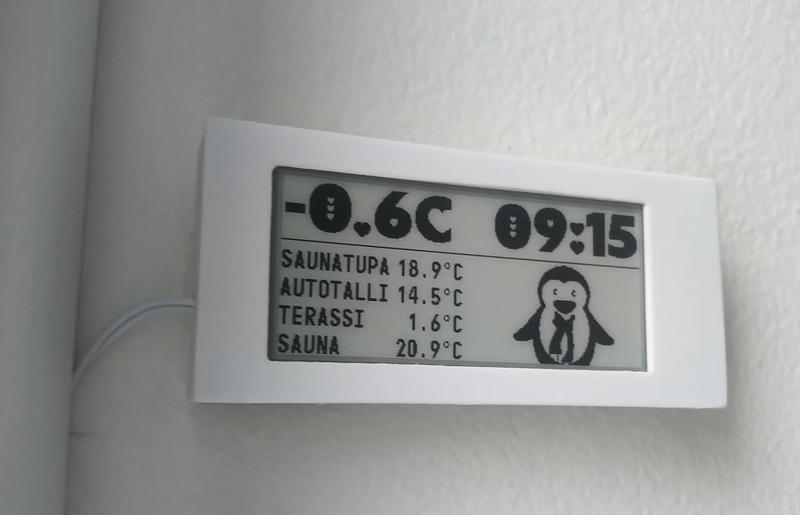 -0.6C 09:15
SAUNATUPA 18.9°C
AUTOTALLI 14.5°C
TERASSI 1.6°C
SAUNA 20.9°C